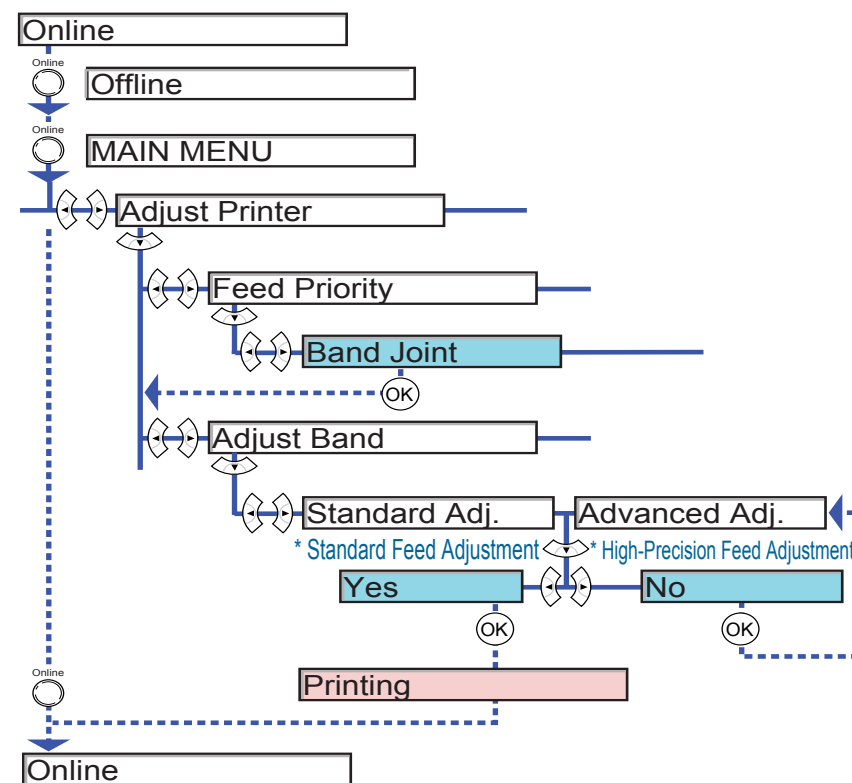 Online
Online
Offline
Online
MAIN MENU
Adjust Printer
Feed Priority
Band Joint
OK
Adjust Band
Standard Adj. Advanced Adj.
* Standard Feed Adjustment * High-Precision Feed Adjustment
Yes No
OK OK
Online
Printing
Online